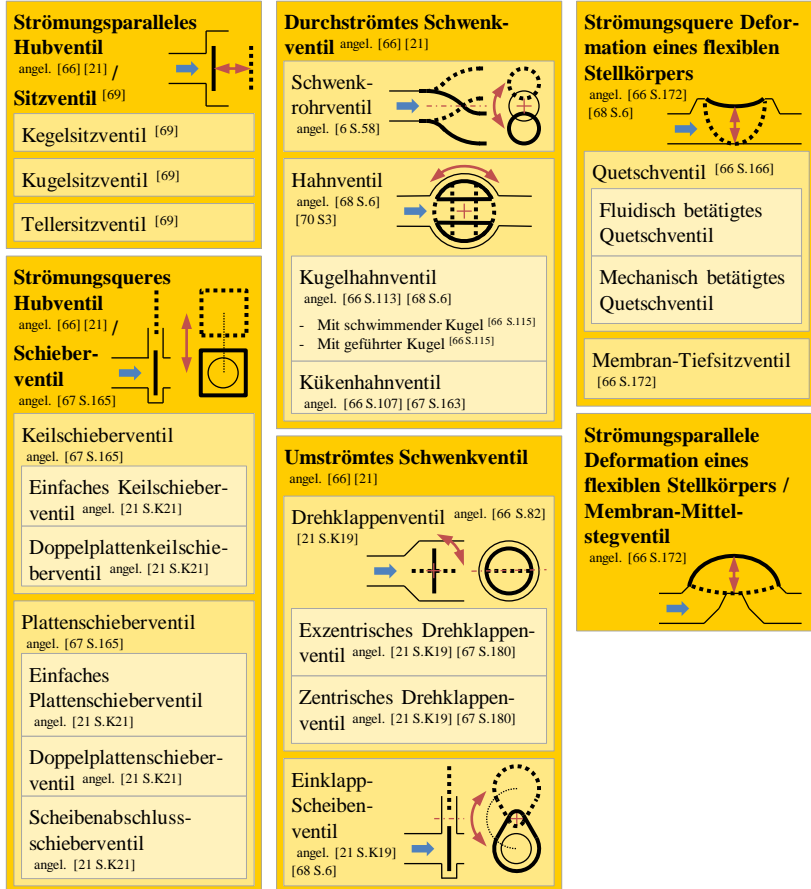 Strömungsparalleles
Hubventil
angel. [66] [21] /
Sitzventil [69]
Kegelsitzventil [69]
Kugelsitzventil [69]
Tellersitzventil [69]
Strömungsqueres
Hubventil
angel. [66] [21] /
Schieber-
ventil
angel. [67 S.165]
Keilschieberventil
angel. [67 S.165]
Einfaches Keilschieber-
ventil angel. [21 S.K21]
Doppelplattenkeilschie-
berventil angel. [21 S.K21]
Plattenschieberventil
angel. [67 S.165]
Einfaches
Plattenschieberventil
angel. [21 S.K21]
Doppelplattenschieber-
ventil angel. [21 S.K21]
Scheibenabschluss-
schieberventil
angel. [21 S.K21]
Durchströmtes Schwenk-
ventil angel. [66] [21]
Schwenk-
rohrventil
angel. [6 S.58]
Hahnventil
angel.
[68 S.6]
[70 S3]
Kugelhahnventil
angel. [66 S.113] [68 S.6]
- Mit schwimmender Kugel [66 S.115]
- Mit geführter Kugel [66 S.115]
Kükenhahnventil
angel. [66 S.107] [67 S.163]
Umströmtes Schwenkventil
angel. [66] [21]
Drehklappenventil angel. [66 S.82]
[21 S.K19]
Exzentrisches Drehklappen-
ventil angel. [21 S.K19] [67 S.180]
Zentrisches Drehklappen-
ventil angel. [21 S.K19] [67 S.180]
Einklapp-
Scheiben-
ventil
angel. [21 S.K19]
[68 S.6]
Strömungsquere Defor-
mation eines flexiblen
Stellkörpers
angel. [66 S.172]
[68 S.6]
Quetschventil [66 S.166]
Fluidisch betätigtes
Quetschventil
Mechanisch betätigtes
Quetschventil
Membran-Tiefsitzventil
[66 S.172]
Strömungsparallele
Deformation eines
flexiblen Stellkörpers /
Membran-Mittel-
stegventil
angel. [66 S.172]